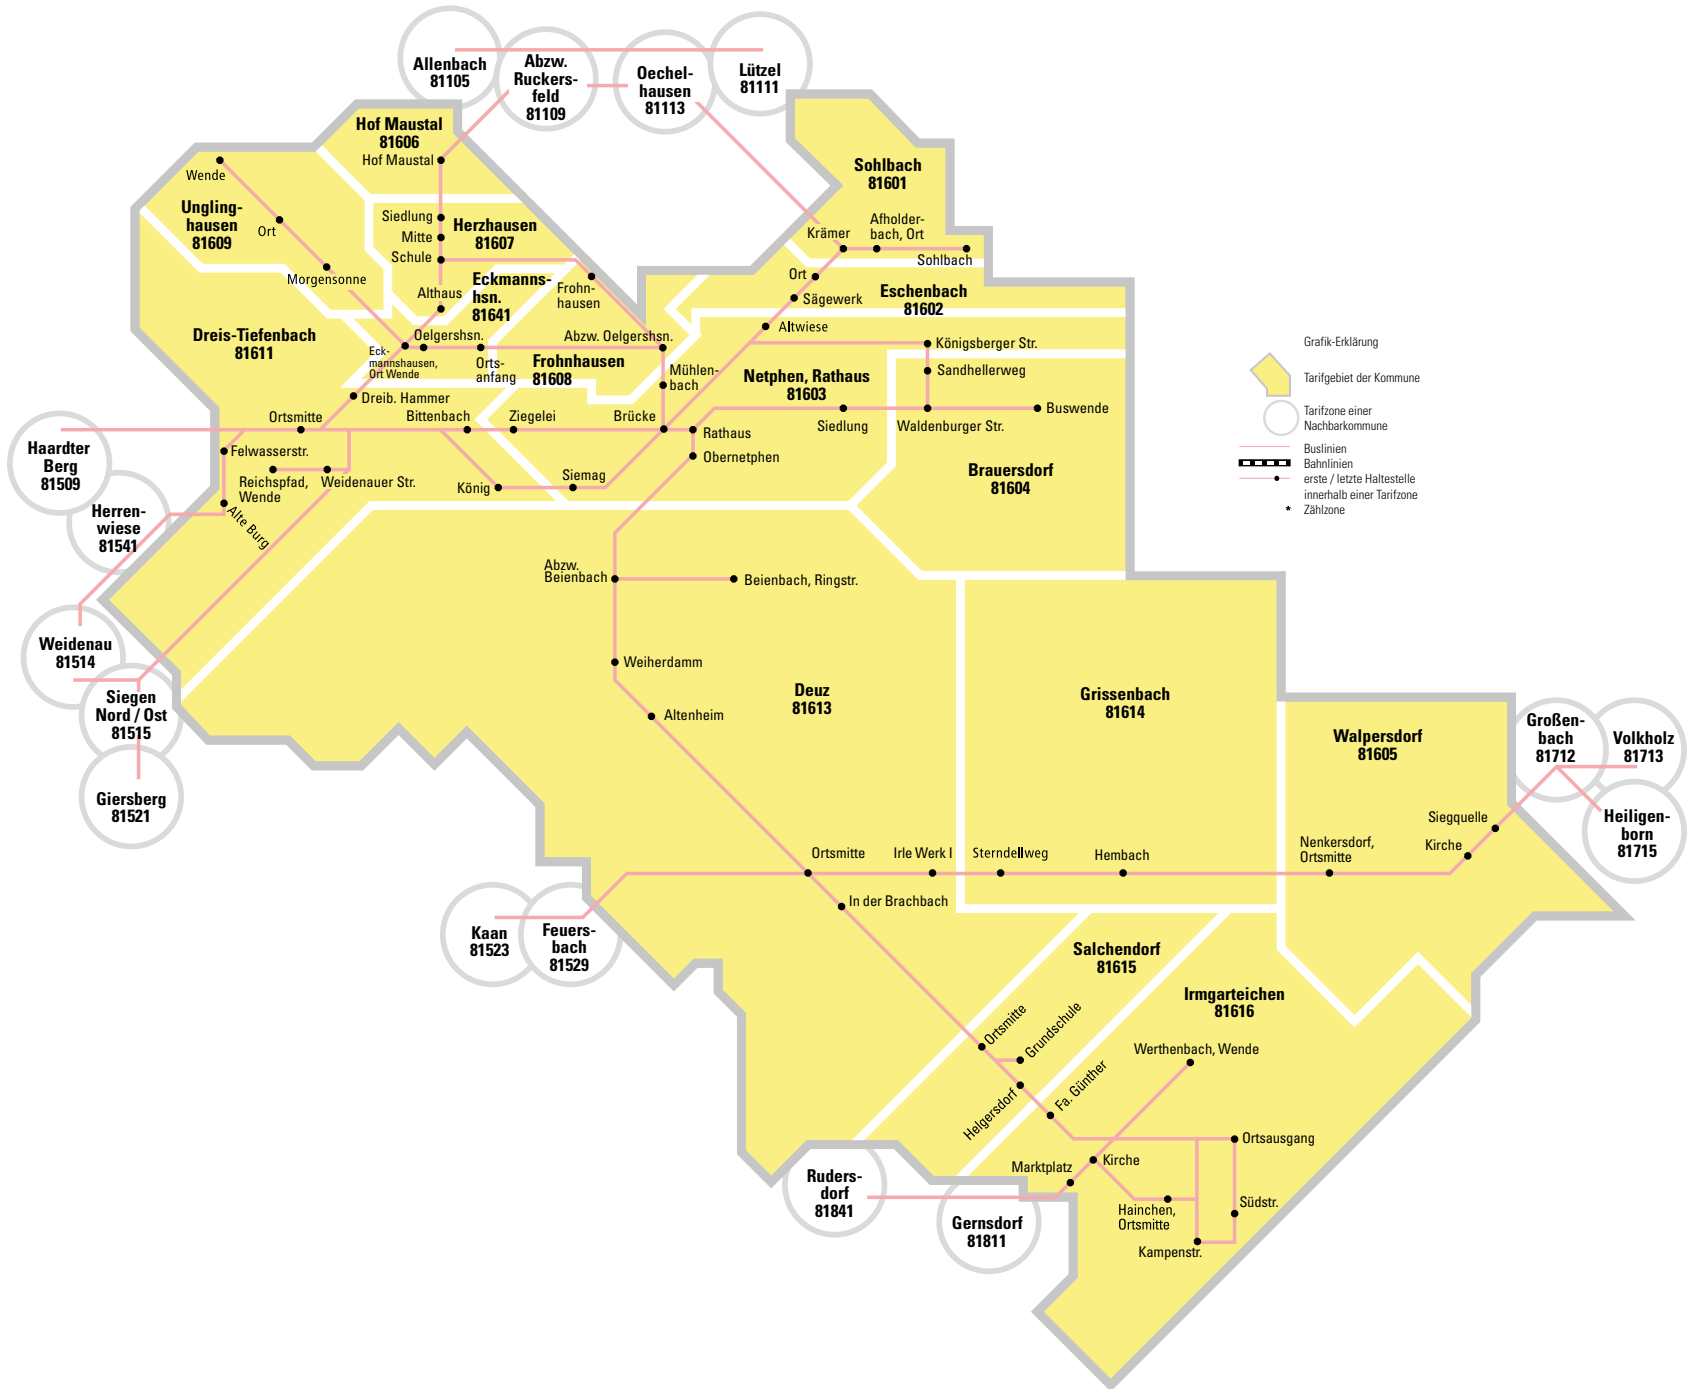 Allenbach
81105
Abzw.
Ruckers-
feld
81109
Oechel-
hausen
81113
Lützel
81111
Hof Maustal
81606
Hof Maustal
Wende
Ungling-
hausen
81609
Ort
Morgensonne
Siedlung
Mitte
Schule
Herzhausen
81607
Althaus
Eckmanns-
hsn.
81641
Frohn-
hausen
Sohlbach
81601
Krämer
Afholder-
bach, Ort
Sohlbach
Ort
Sägewerk
Altwiese
Eschenbach
81602
Dreis-Tiefenbach
81611
Oelgershsn.
Eck-
mannshausen,
Ort Wende
Orts-
anfang
Abzw. Oelgershsn.
Frohnhausen
81608
Mühlen-
bach
Netphen, Rathaus
81603
Königsberger Str.
Sandhellerweg
Buswende
Siedlung
Waldenburger Str.
Brauersdorf
81604
Dreib. Hammer
Ortsmitte
Bittenbach
Ziegelei
Brücke
Rathaus
Obernetphen
Felwasserstr.
Reichspfad,
Wende
Weidenauer Str.
König
Siemag
Alte Burg
Haardter
Berg
81509
Herren-
wiese
81541
Weidenau
81514
Siegen
Nord / Ost
81515
Giersberg
81521
Abzw.
Beienbach
Beienbach, Ringstr.
Weiherdamm
Altenheim
Deuz
81613
Grissenbach
81614
Walpersdorf
81605
Großen-
bach
81712
Volkholz
81713
Heiligen-
born
81715
Siegquelle
Kirche
Nenkersdorf,
Ortsmitte
Ortsmitte
Irle Werk I
Sterndellweg
Hembach
In der Brachbach
Kaan
81523
Feuers-
bach
81529
Salchendorf
81615
Irmgarteichen
81616
Ortsmitte
Grundschule
Helgersdorf
Fa. Günther
Werthenbach, Wende
Ortsausgang
Kirche
Marktplatz
Hainchen,
Ortsmitte
Südstr.
Kampenstr.
Ruders-
dorf
81841
Gernsdorf
81811
Grafik-Erklärung
Tarifgebiet der Kommune
Tarifzone einer
Nachbarkommune
Buslinien
Bahnlinien
erste / letzte Haltestelle
innerhalb einer Tarifzone
* Zählzone